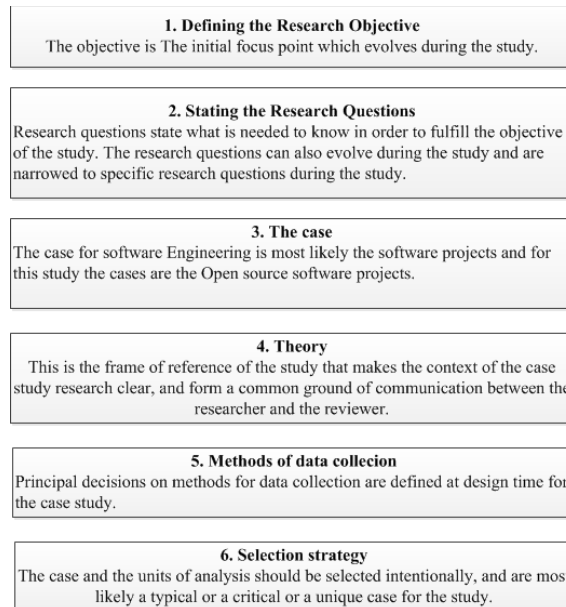 1. Defining the Research Objective
The objective is The initial focus point which evolves during the study.
2. Stating the Research Questions
Research questions state what is needed to know in order to fulfill the objective
of the study. The research questions can also evolve during the study and are
narrowed to specific research questions during the study.
3. The case
The case for software Engineering is most likely the software projects and for
this study the cases are the Open source software projects.
4. Theory
This is the frame of reference of the study that makes the context of the case
study research clear, and form a common ground of communication between the
researcher and the reviewer.
5. Methods of data collecion
Principal decisions on methods for data collection are defined at design time for
the case study.
6. Selection strategy
The case and the units of analysis should be selected intentionally, and are mos
likely a typical or a critical or a unique case for the study.